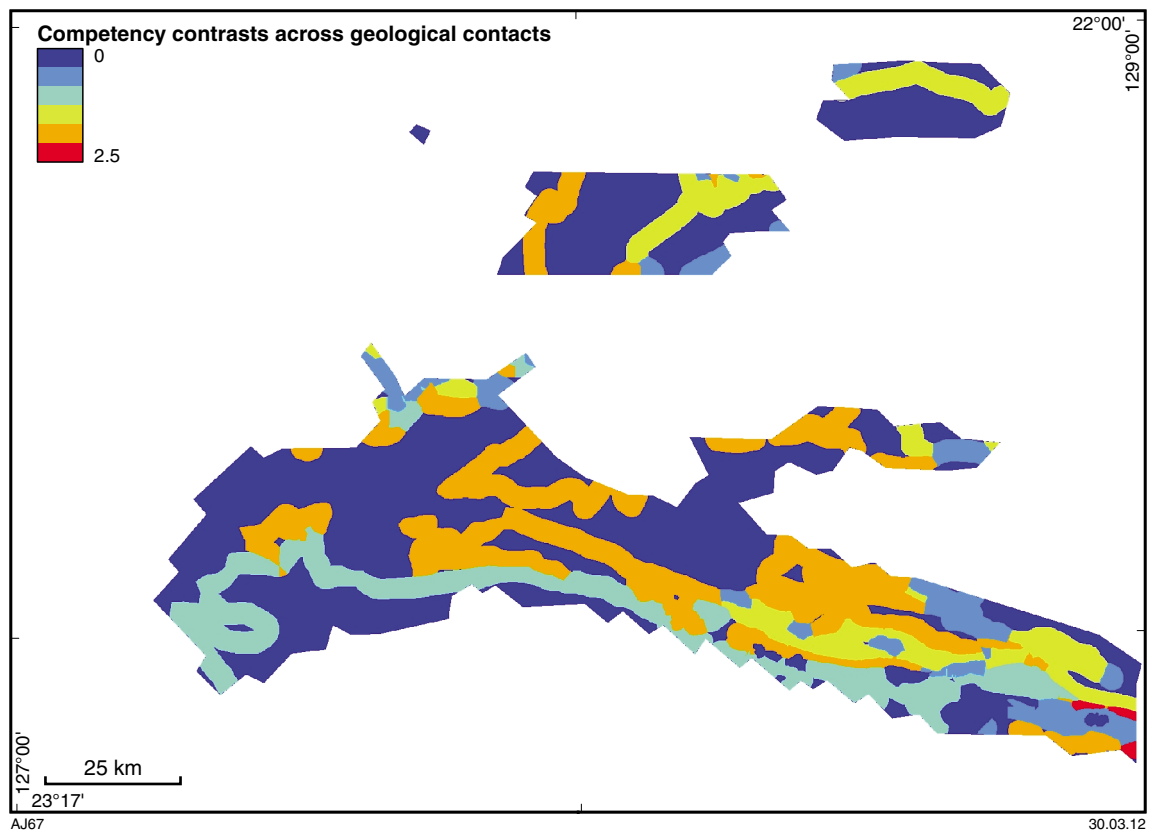 Competency contrasts across geological contacts
0
2.5
22°00'
129°00'
127°00'
25 km
23°17'
AJ67
30.03.12